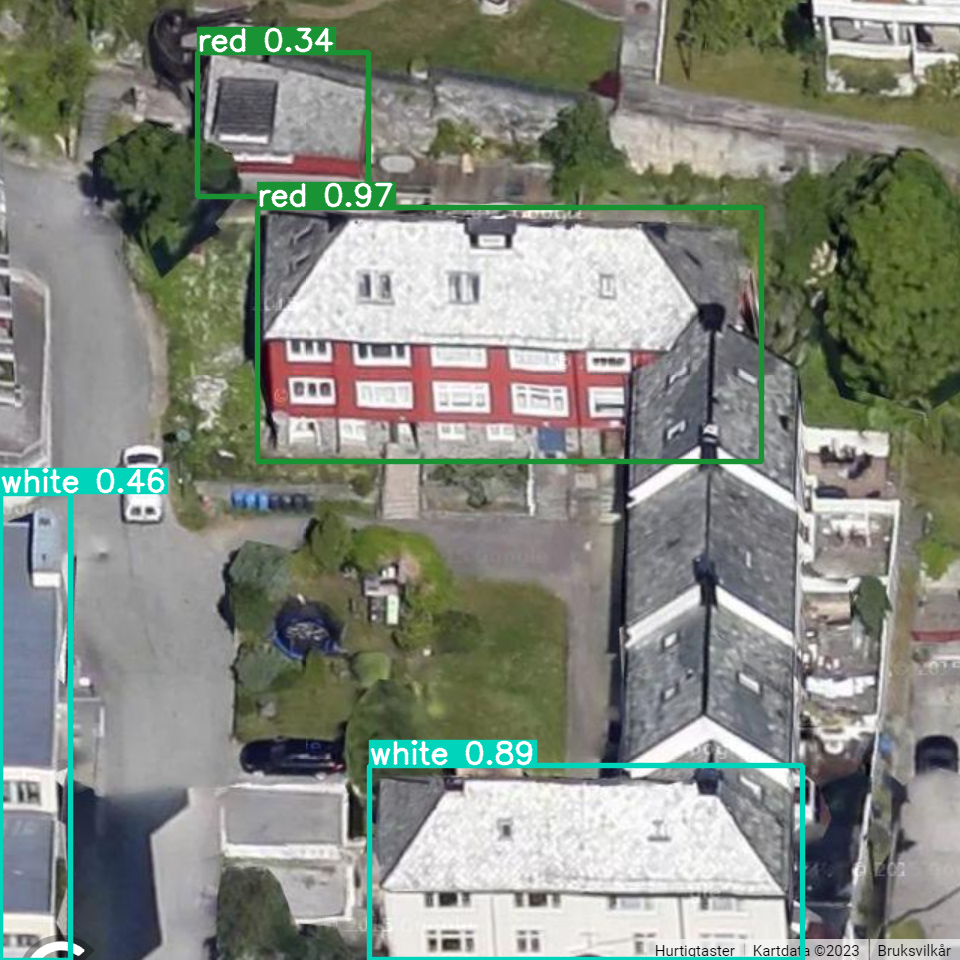 red 0.34
red 0.97
white 0.46
white 0.89
Hurtigtaster
Kartdata ©2023
Bruksvilkår